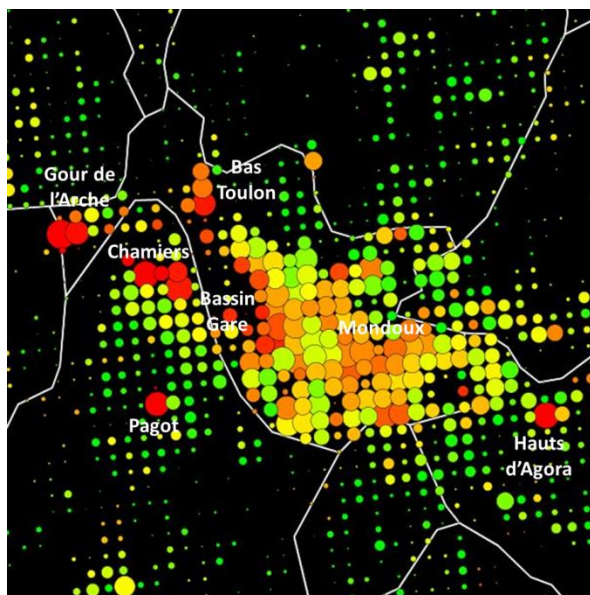 Gour de
l'Arche
Bas
Toulon
Chamiers
Bassin
Gare
Mondoux
Pagot
Hauts
d'Agora